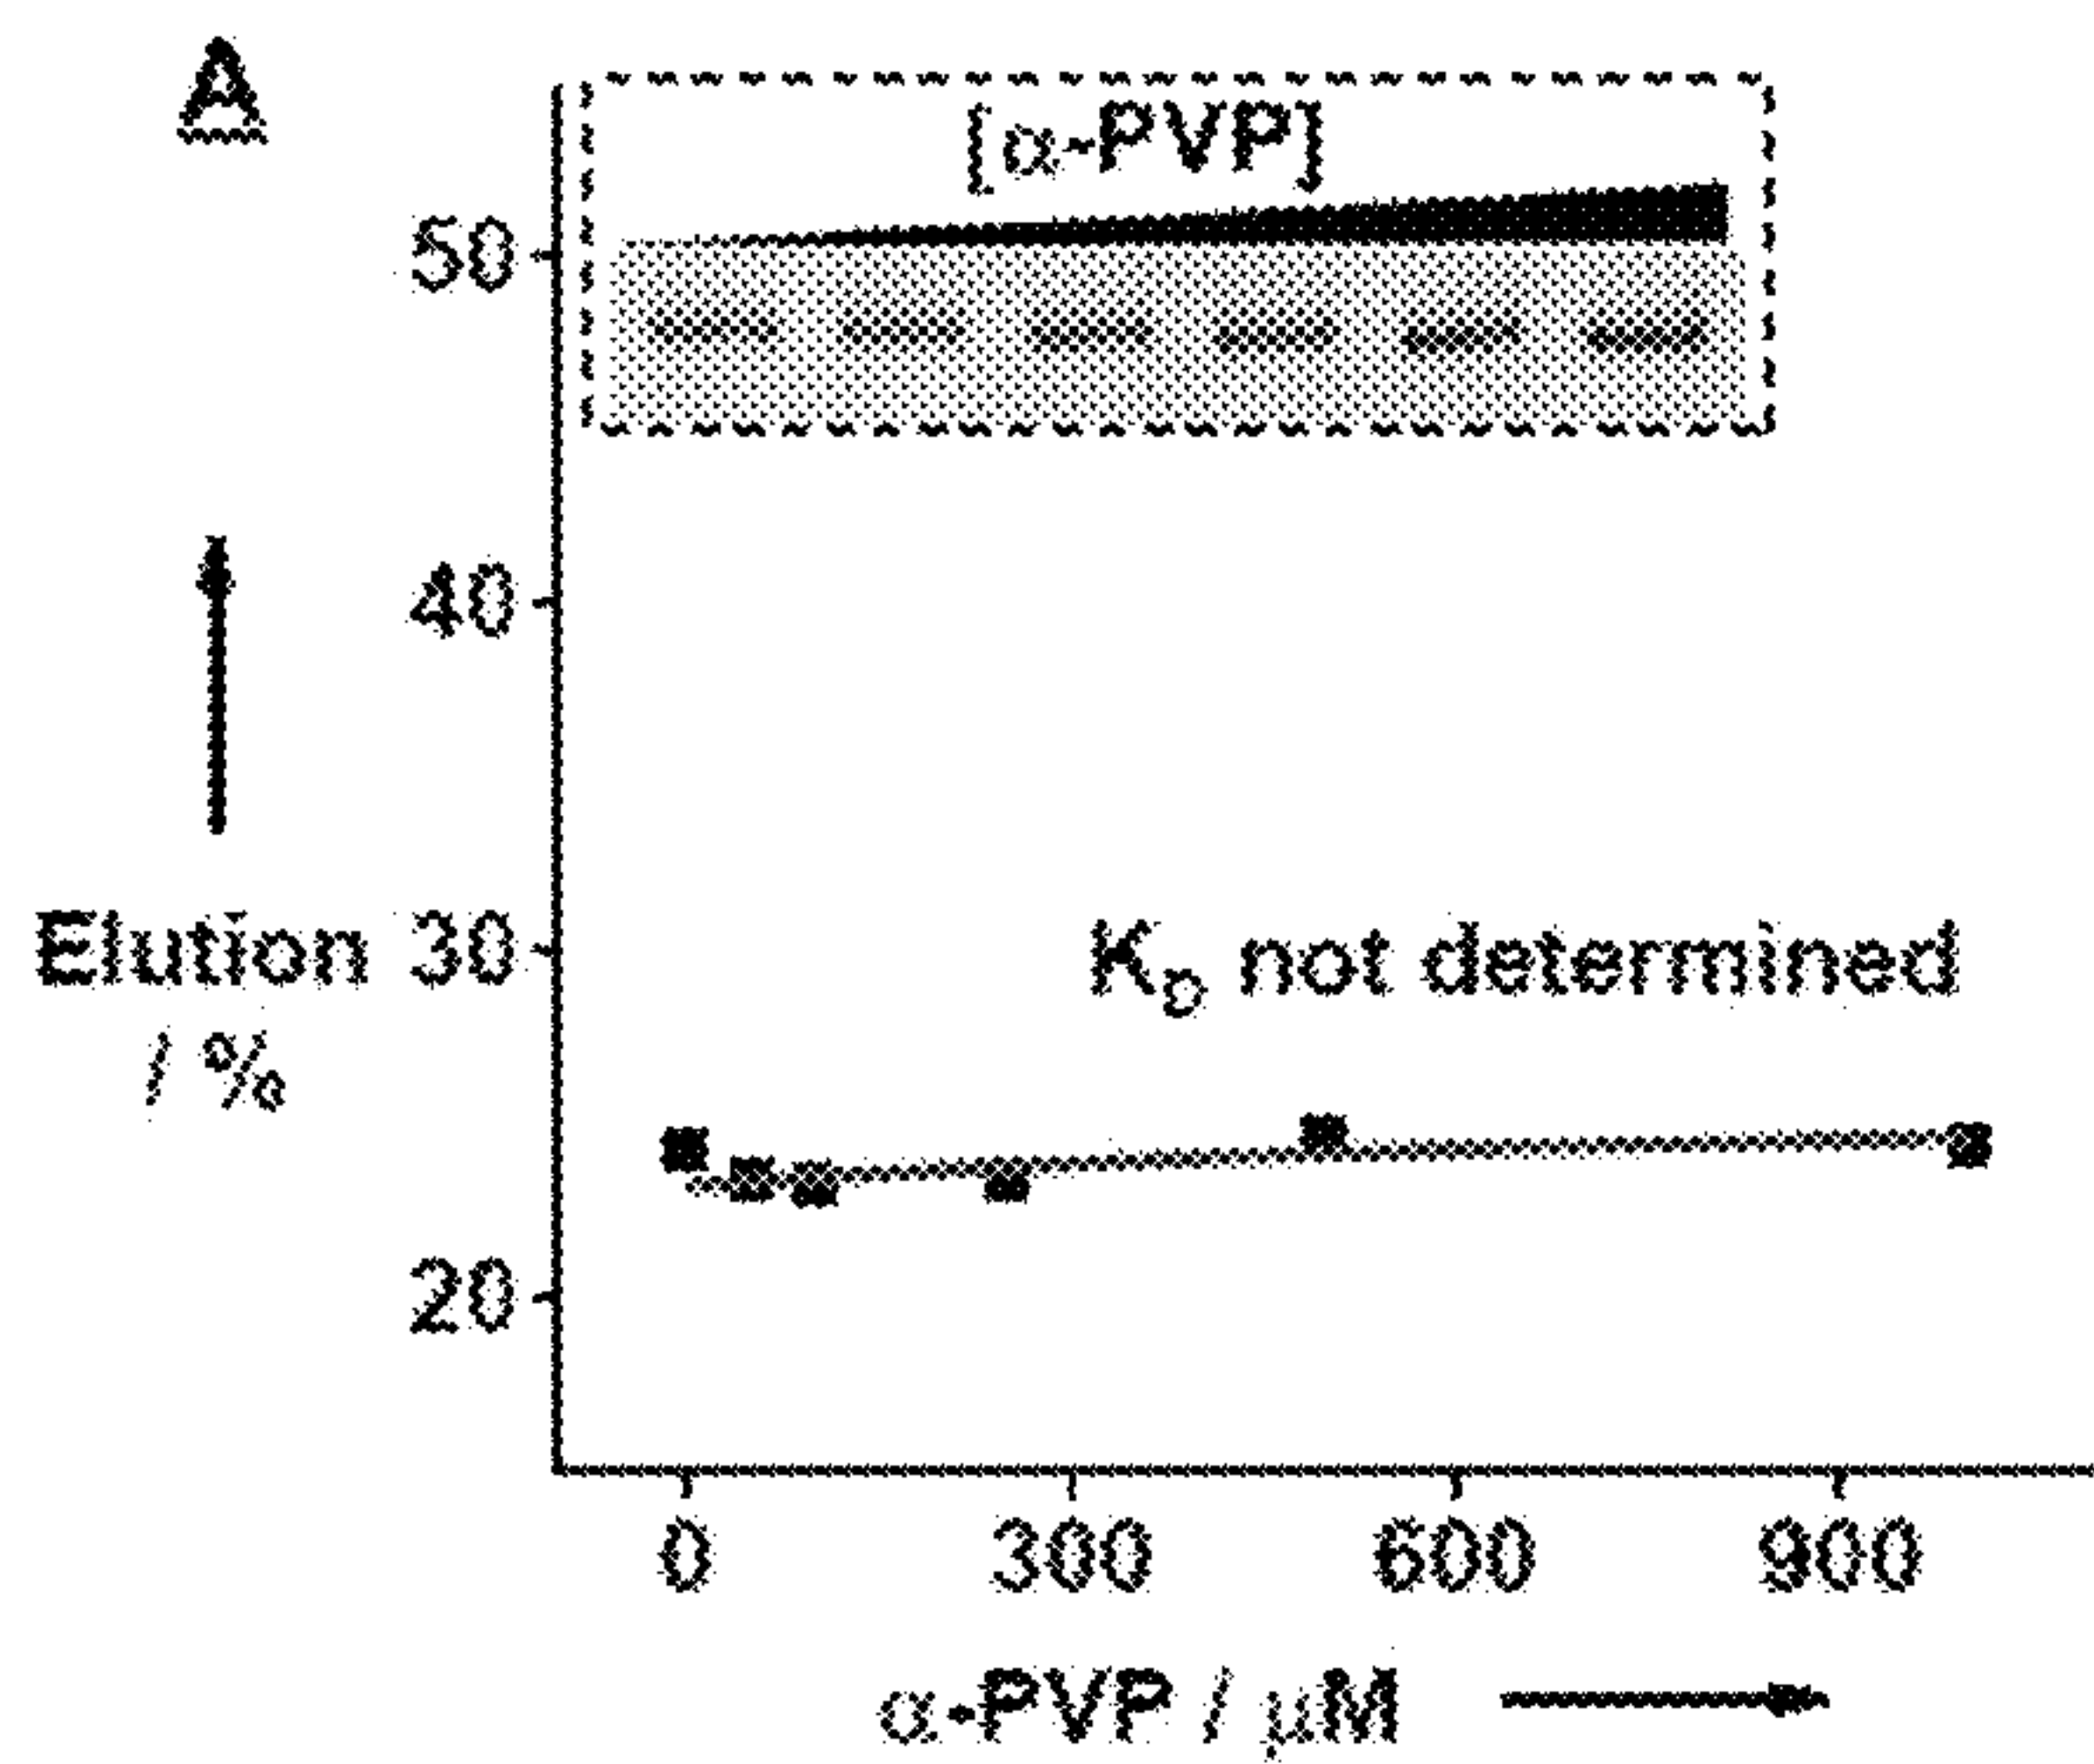 A
[α-PVP]
50
40
30
20
Elution
/ %
K_D not determined
0 300 600 900
α-PVP / μM